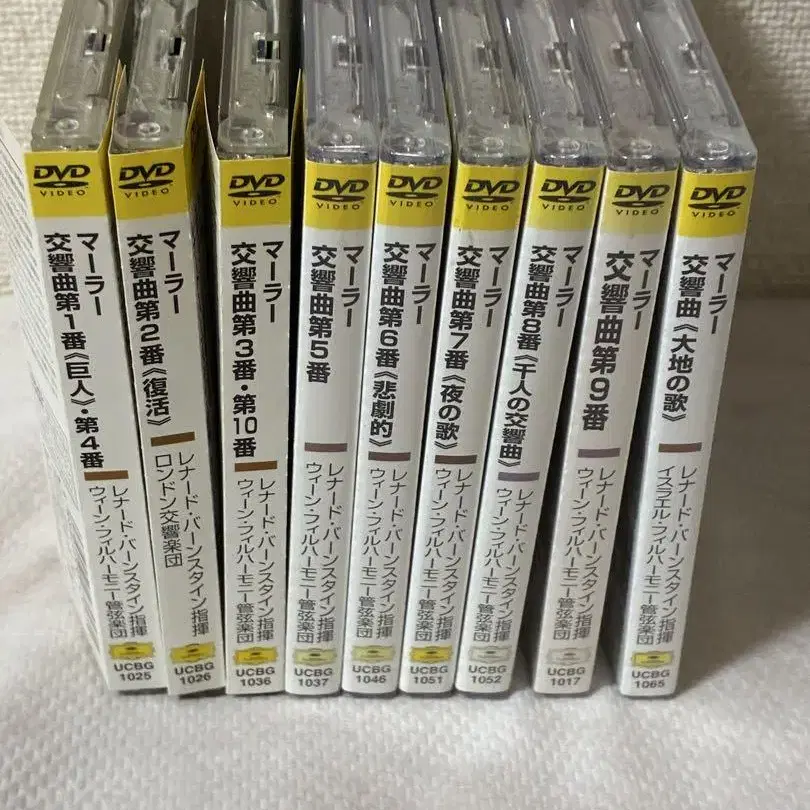 DVD
VIDEO
マーラー
交響曲第1番《巨人》・第4番
レナード・バーンスタイン指揮
ウィーン・フィルハーモニー管弦楽団
UCBG
1025
DVD
VIDEO
マーラー
交響曲第2番《復活》
レナード・バーンスタイン指揮
ロンドン交響楽団
UCBG
1026
DVD
VIDEO
マーラー
交響曲第3番・第10番
レナード・バーンスタイン指揮
ウィーン・フィルハーモニー管弦楽団
UCBG
1036
DVD
VIDEO
マーラー
交響曲第5番
レナード・バーンスタイン指揮
ウィーン・フィルハーモニー管弦楽団
UCBG
1037
DVD
VIDEO
マーラー
交響曲第6番《悲劇的》
レナード・バーンスタイン指揮
ウィーン・フィルハーモニー管弦楽団
UCBG
1046
DVD
VIDEO
マーラー
交響曲第7番《夜の歌》
レナード・バーンスタイン指揮
ウィーン・フィルハーモニー管弦楽団
UCBG
1051
DVD
VIDEO
マーラー
交響曲第8番《千人の交響曲》
レナード・バーンスタイン指揮
ウィーン・フィルハーモニー管弦楽団
UCBG
1052
DVD
VIDEO
マーラー
交響曲第9番
レナード・バーンスタイン指揮
ウィーン・フィルハーモニー管弦楽団
UCBG
1017
DVD
VIDEO
マーラー
交響曲《大地の歌》
レナード・バーンスタイン指揮
イスラエル・フィルハーモニー管弦楽団
UCBG
1065